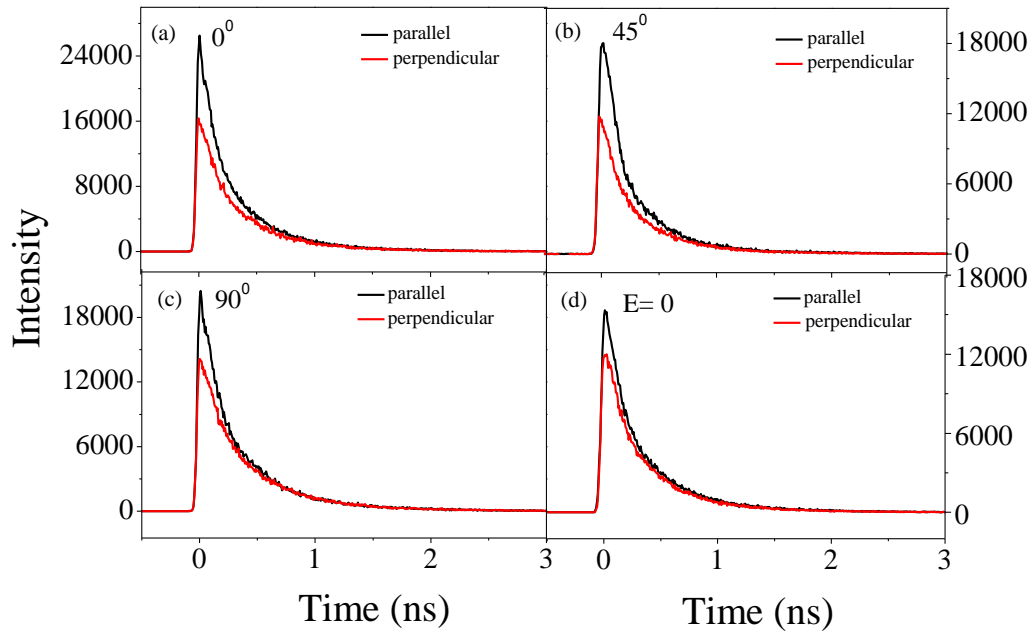 (a) 0⁰
parallel
perpendicular
24000
16000
8000
0
(b) 45⁰
parallel
perpendicular
18000
12000
6000
0
(c) 90⁰
parallel
perpendicular
18000
12000
6000
0
0 1 2 3
(d) E= 0
parallel
perpendicular
18000
12000
6000
0
0 1 2 3
Intensity
Time (ns)
Time (ns)